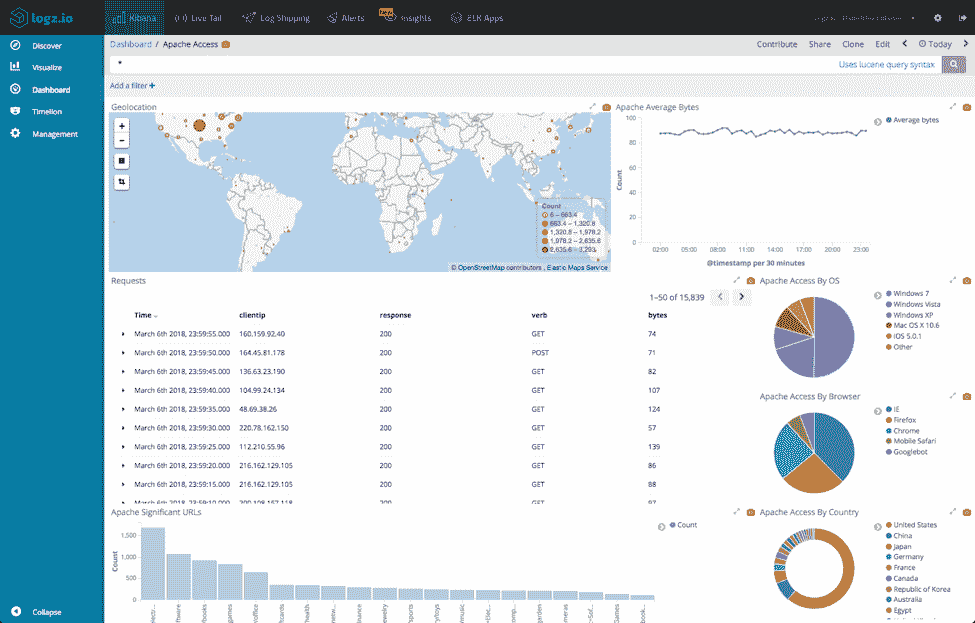 logz.io
Kibana
Live Tail
Log Shipping
Alerts
New
Insights
ELK Apps
Discover
Visualize
Dashboard
Timelion
Management
Collapse
Dashboard / Apache Access
Contribute Share Clone Edit Today
*
Uses lucene query syntax
Add a filter +
Geolocation
+
−
Count
6 – 663.4
663.4 – 1,320.8
1,320.8 – 1,978.2
1,978.2 – 2,635.6
2,635.6 – 3,293
© OpenStreetMap contributors , Elastic Maps Service
Apache Average Bytes
Average bytes
100
80
60
40
20
0
Count
02:00 05:00 08:00 11:00 14:00 17:00 20:00 23:00
@timestamp per 30 minutes
Requests
1–50 of 15,839
Time clientip response verb bytes
March 6th 2018, 23:59:55.000 160.159.92.40 200 GET 74
March 6th 2018, 23:59:50.000 164.45.81.178 200 POST 71
March 6th 2018, 23:59:45.000 136.63.23.190 200 GET 82
March 6th 2018, 23:59:40.000 104.99.24.134 200 GET 107
March 6th 2018, 23:59:35.000 48.69.38.26 200 GET 124
March 6th 2018, 23:59:30.000 220.78.162.150 200 GET 57
March 6th 2018, 23:59:25.000 112.210.55.96 200 GET 139
March 6th 2018, 23:59:20.000 216.162.129.105 200 GET 86
March 6th 2018, 23:59:15.000 216.162.129.105 200 GET 88
March 6th 2018, 23:59:10.000 200 GET
Apache Access By OS
Windows 7
Windows Vista
Windows XP
Mac OS X 10.6
iOS 5.0.1
Other
Apache Access By Browser
IE
Firefox
Chrome
Mobile Safari
Googlebot
Apache Significant URLs
Count
1,500
1,000
500
0
Count
Apache Access By Country
United States
China
Japan
Germany
France
Canada
Republic of Korea
Australia
Egypt